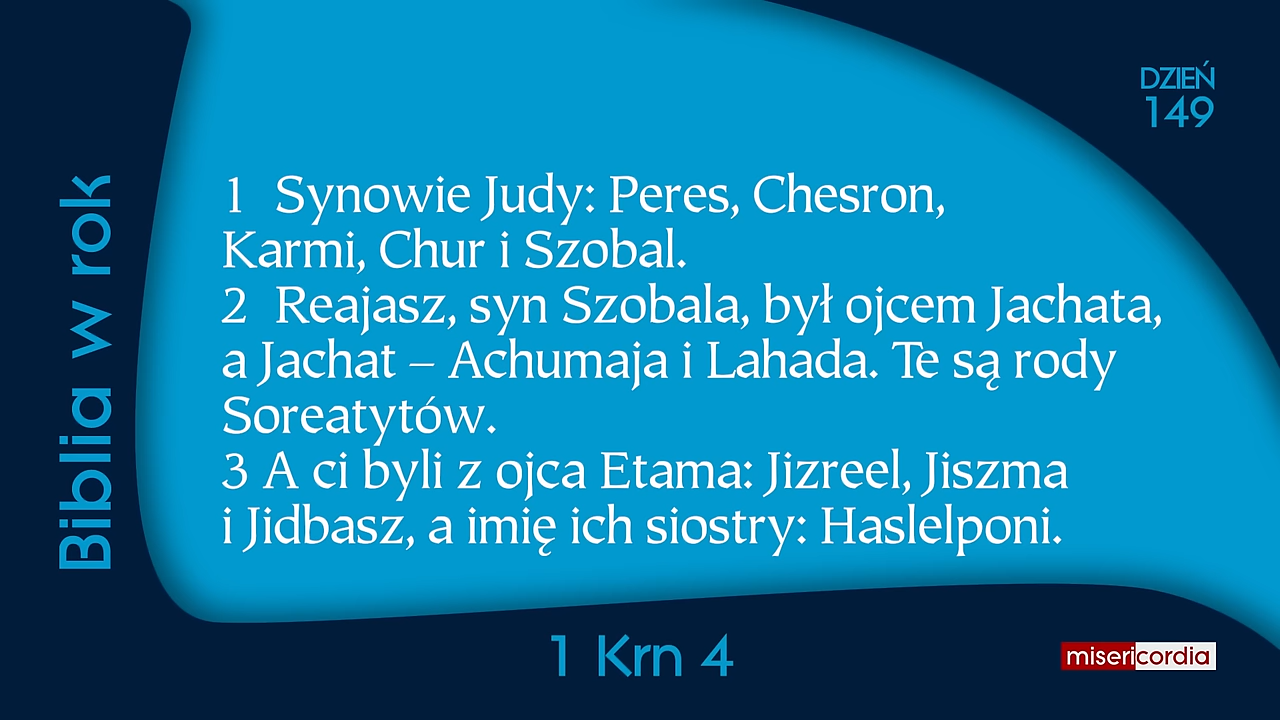 DZIEŃ
149
Biblia w rok
1 Synowie Judy: Peres, Chesron,
Karmi, Chur i Szobal.
2 Reajasz, syn Szobala, był ojcem Jachata,
a Jachat – Achumaja i Lahada. Te są rody
Soreatytów.
3 A ci byli z ojca Etama: Jizreel, Jiszma
i Jidbasz, a imię ich siostry: Haslelponi.
1 Krn 4
misericordia